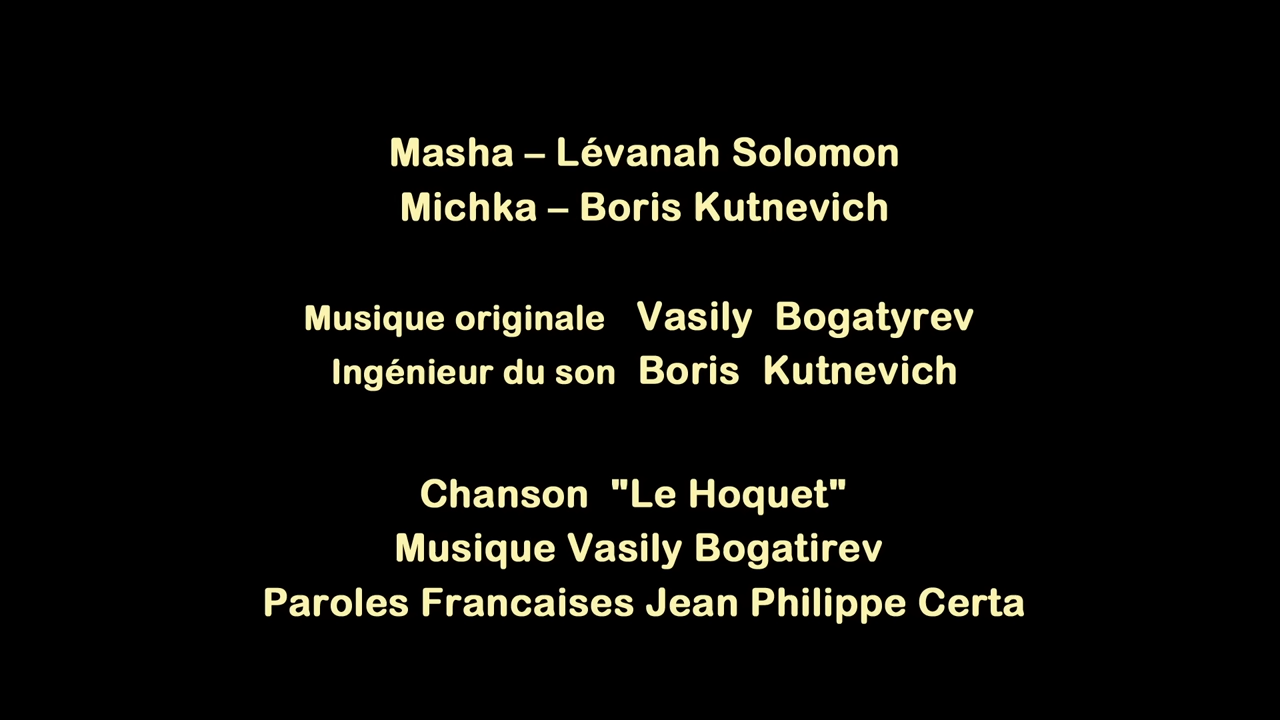 Masha – Lévanah Solomon
Michka – Boris Kutnevich
Musique originale Vasily Bogatyrev
Ingénieur du son Boris Kutnevich
Chanson "Le Hoquet"
Musique Vasily Bogatirev
Paroles Francaises Jean Philippe Certa